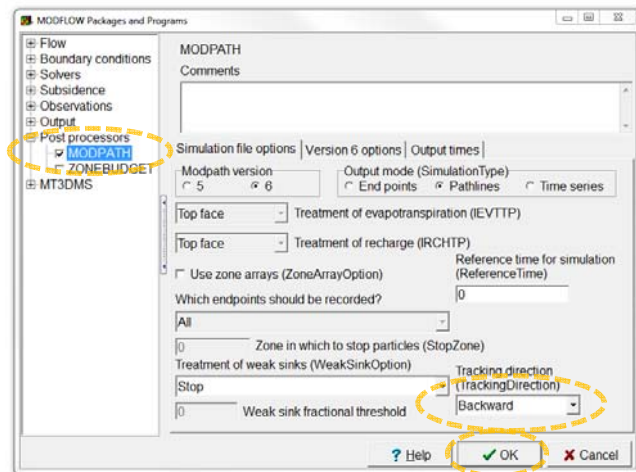 MODFLOW Packages and Programs
Flow
Boundary conditions
Solvers
Subsidence
Observations
Output
Post processors
MODPATH
ZONEBUDGET
MT3DMS
MODPATH
Comments
Simulation file options Version 6 options Output times
Modpath version
5 6
Output mode (SimulationType)
End points Pathlines Time series
Top face Treatment of evapotranspiration (IEVTTP)
Top face Treatment of recharge (IRCHTP)
Use zone arrays (ZoneArrayOption)
Reference time for simulation
(ReferenceTime)
0
Which endpoints should be recorded?
All
0 Zone in which to stop particles (StopZone)
Treatment of weak sinks (WeakSinkOption)
Stop
0 Weak sink fractional threshold
Tracking direction
(TrackingDirection)
Backward
? Help OK Cancel